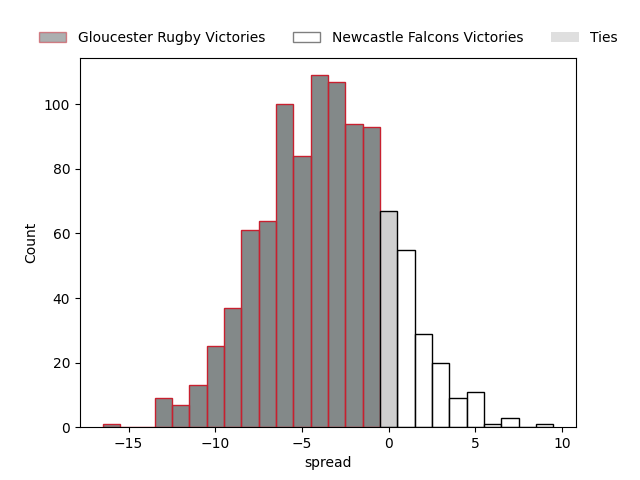 Gloucester Rugby Victories Newcastle Falcons Victories Ties
100
80
60
40
20
0
Count
−15 −10 −5 0 5 10
spread